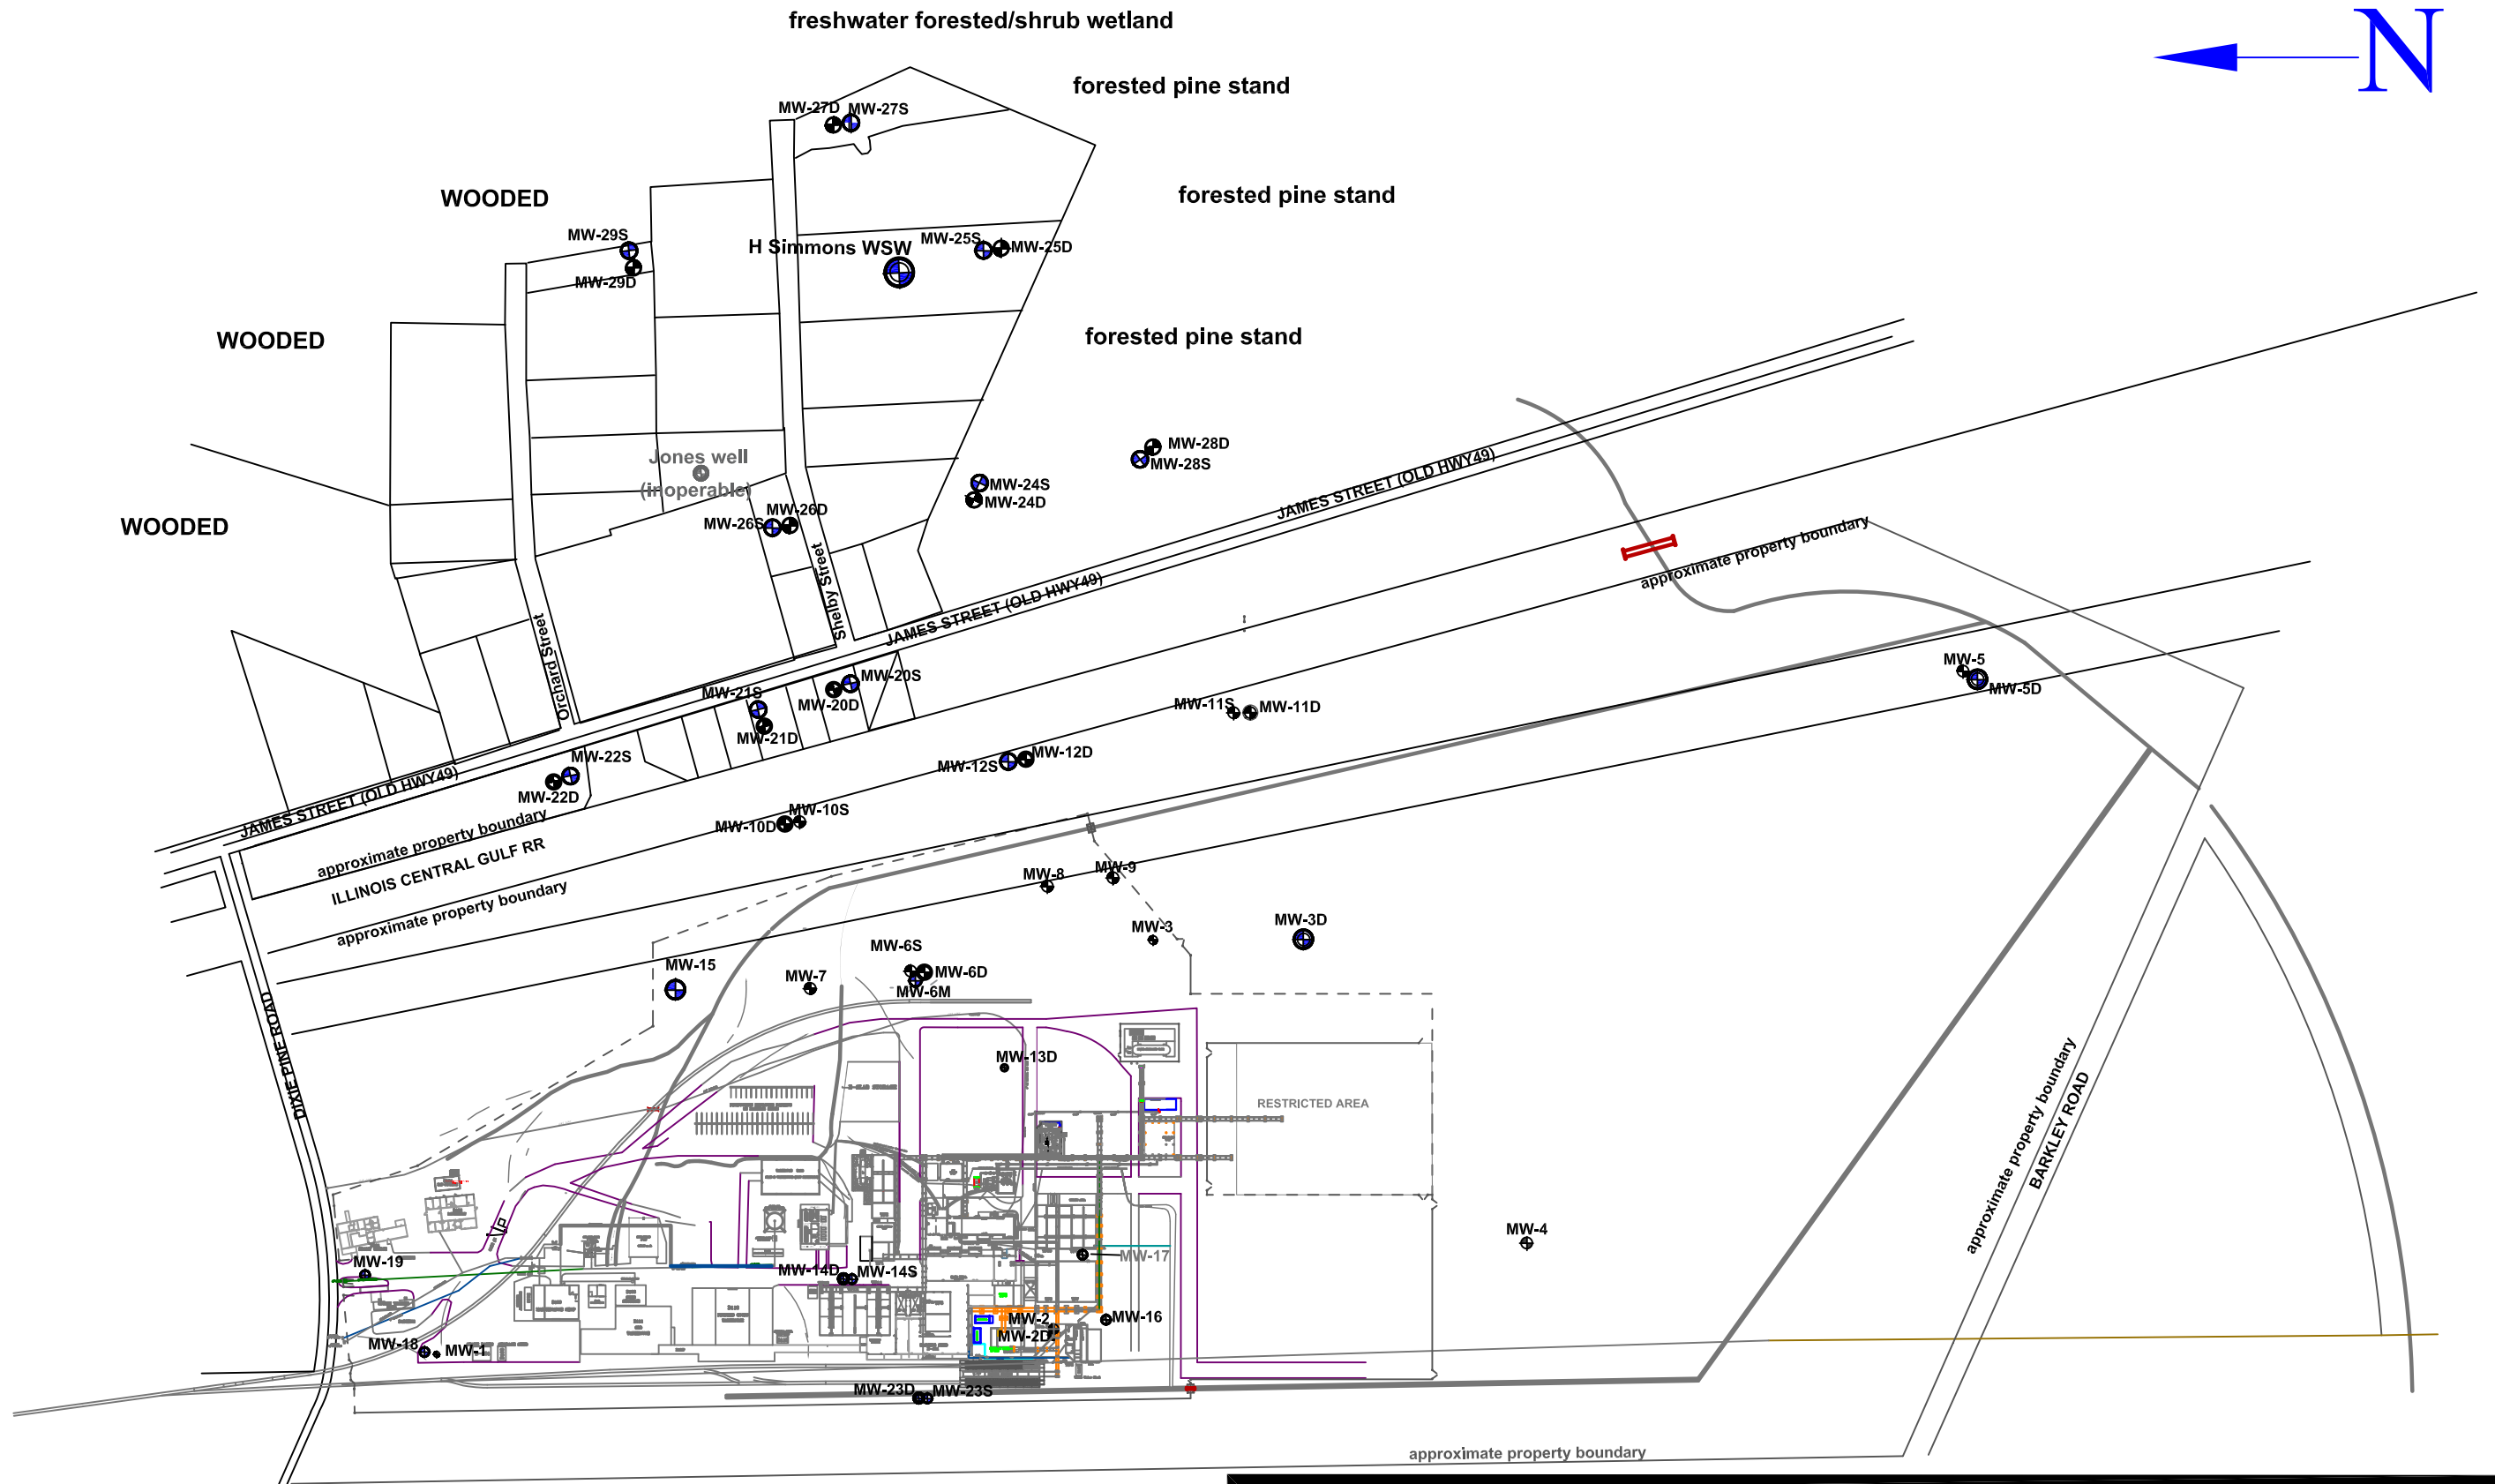 freshwater forested/shrub wetland
N
forested pine stand
MW-27D
MW-27S
WOODED
forested pine stand
MW-29S
H Simmons WSW
MW-25S
MW-25D
MW-29D
WOODED
forested pine stand
Jones well
(inoperable)
MW-28D
MW-28S
JAMES STREET (OLD HWY49)
MW-24S
MW-24D
WOODED
MW-26S
MW-26D
Shelby Street
approximate property boundary
JAMES STREET (OLD HWY49)
Orchard Street
MW-5
MW-5D
MW-20S
MW-21S
MW-20D
MW-11S
MW-11D
MW-21D
MW-22S
MW-12S
MW-12D
MW-22D
JAMES STREET (OLD HWY49)
approximate property boundary
MW-10S
MW-10D
ILLINOIS CENTRAL GULF RR
approximate property boundary
MW-8
MW-9
MW-3
MW-3D
MW-6S
MW-15
MW-7
MW-6D
MW-6M
DIXIE PINE ROAD
MW-13D
RESTRICTED AREA
approximate property boundary
BARKLEY ROAD
MW-4
MW-17
MW-19
MW-14D
MW-14S
MW-2
MW-16
MW-2D
MW-18
MW-1
MW-23D
MW-23S
approximate property boundary